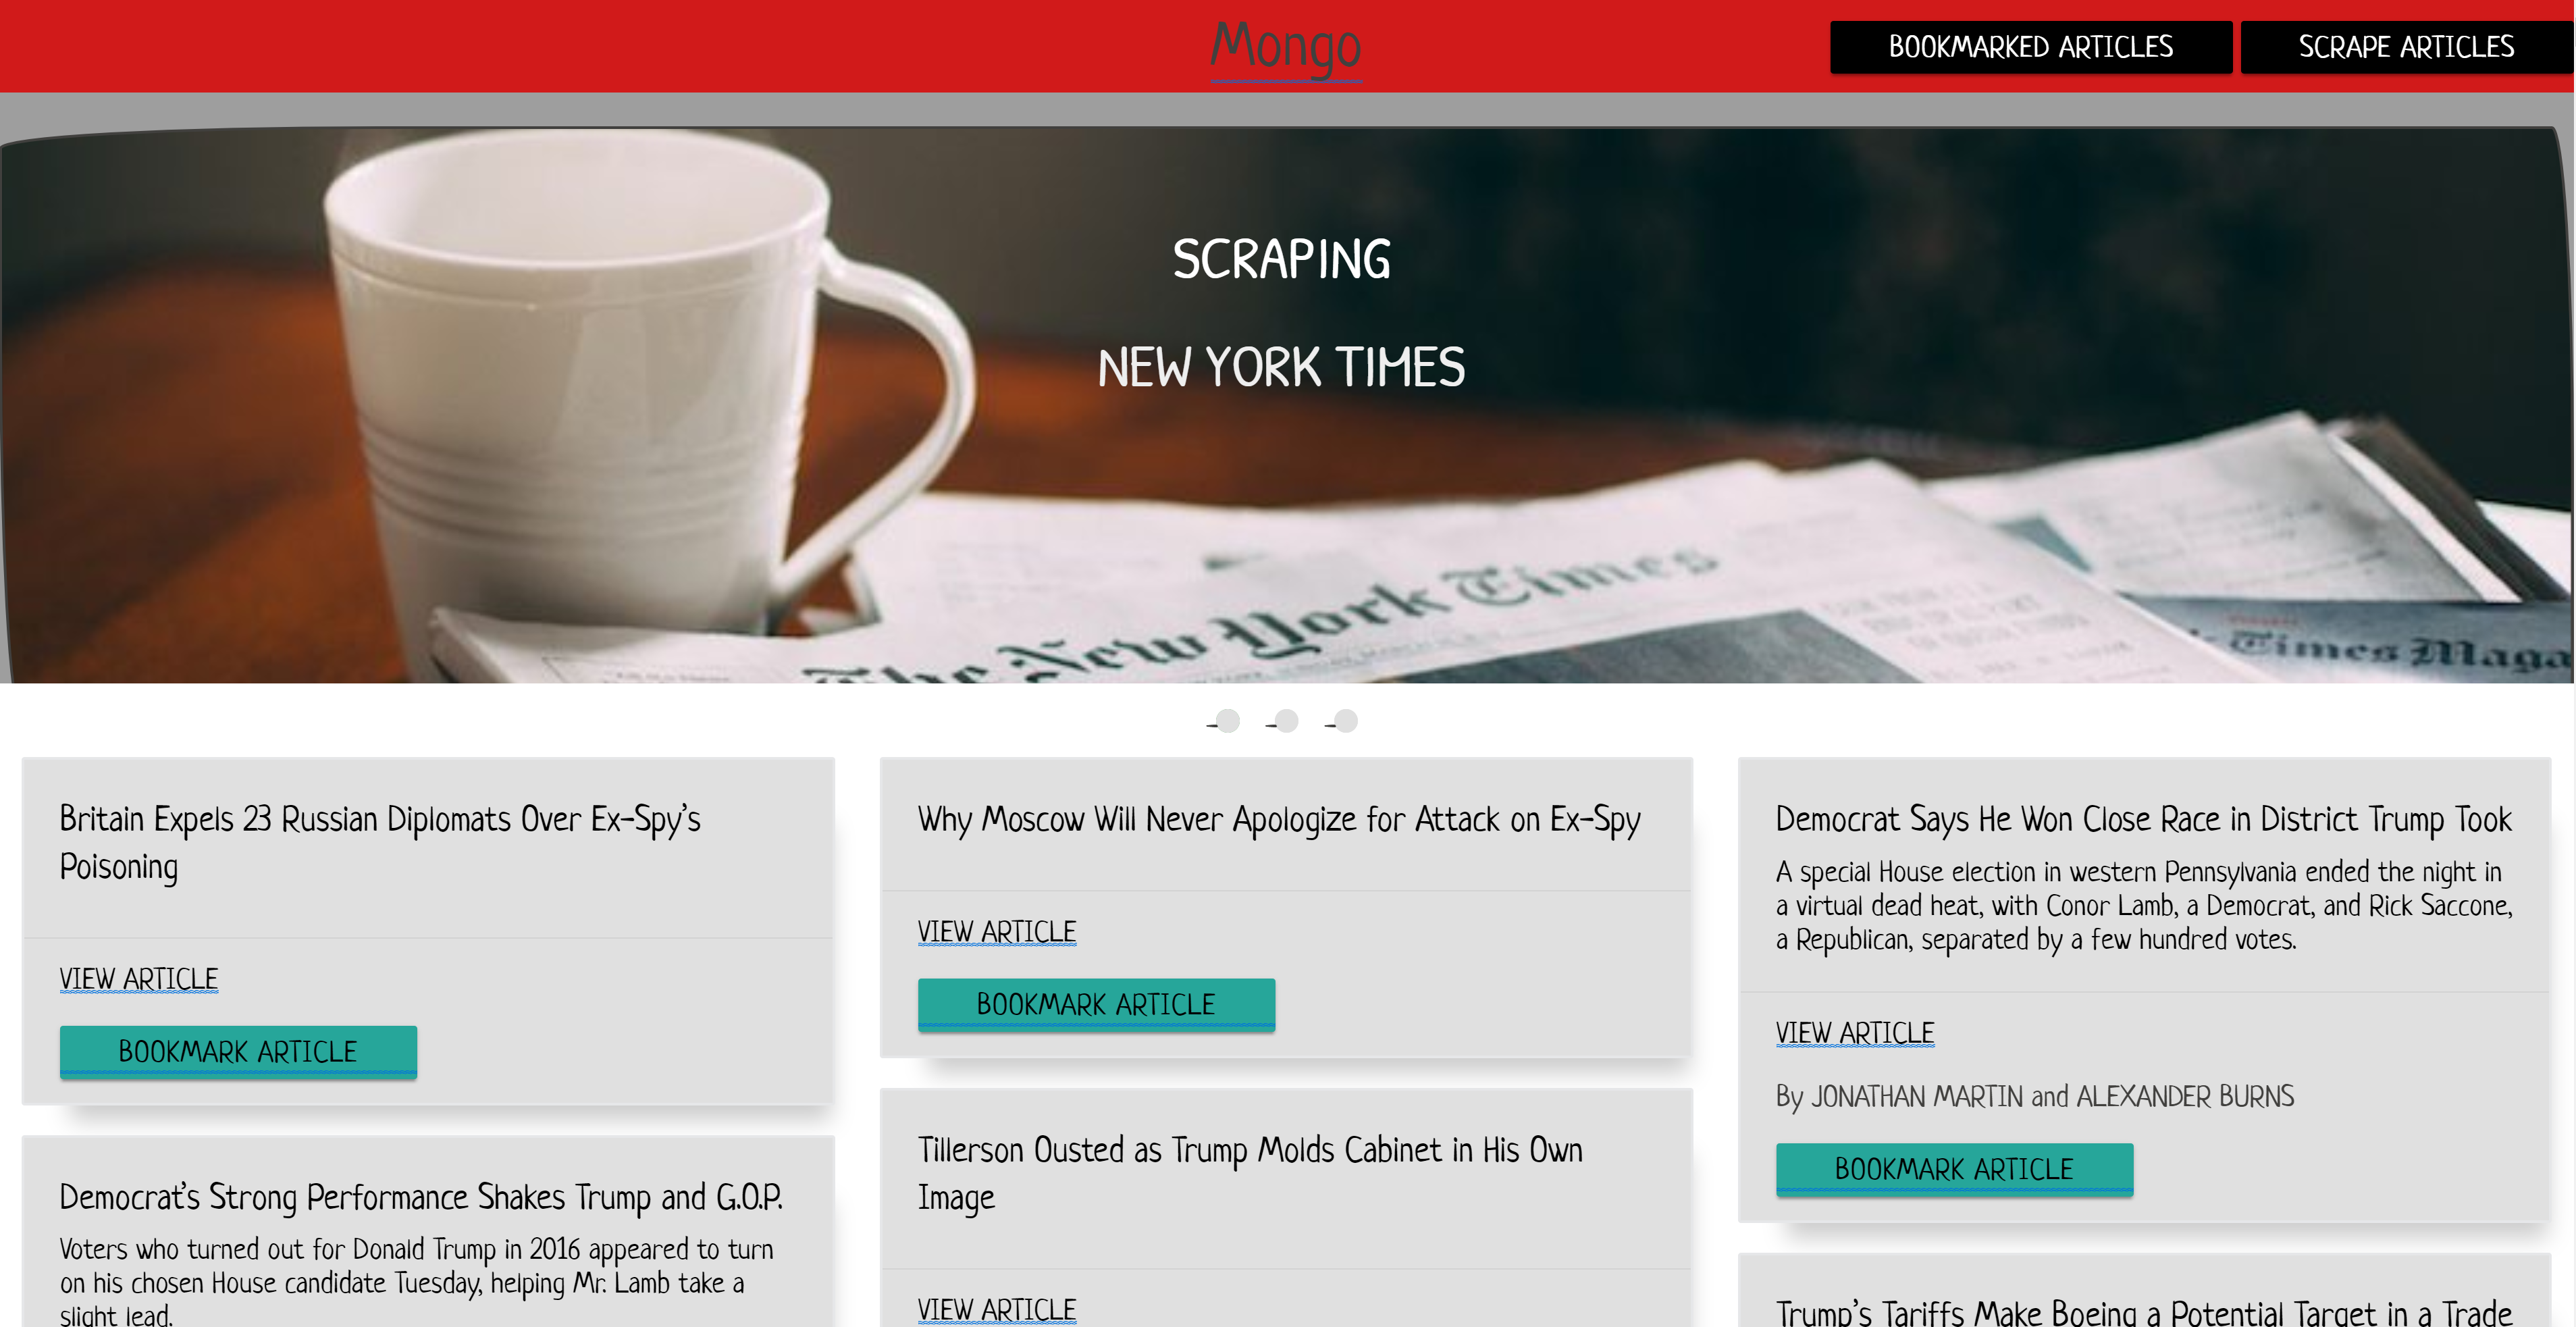 Mongo
BOOKMARKED ARTICLES
SCRAPE ARTICLES
SCRAPING
NEW YORK TIMES
The New York Times
Times Maga
Britain Expels 23 Russian Diplomats Over Ex-Spy's
Poisoning
VIEW ARTICLE
BOOKMARK ARTICLE
Democrat's Strong Performance Shakes Trump and G.O.P.
Voters who turned out for Donald Trump in 2016 appeared to turn
on his chosen House candidate Tuesday, helping Mr. Lamb take a
slight lead.
Why Moscow Will Never Apologize for Attack on Ex-Spy
VIEW ARTICLE
BOOKMARK ARTICLE
Tillerson Ousted as Trump Molds Cabinet in His Own
Image
VIEW ARTICLE
Democrat Says He Won Close Race in District Trump Took
A special House election in western Pennsylvania ended the night in
a virtual dead heat, with Conor Lamb, a Democrat, and Rick Saccone,
a Republican, separated by a few hundred votes.
VIEW ARTICLE
By JONATHAN MARTIN and ALEXANDER BURNS
BOOKMARK ARTICLE
Trump's Tariffs Make Boeing a Potential Target in a Trade